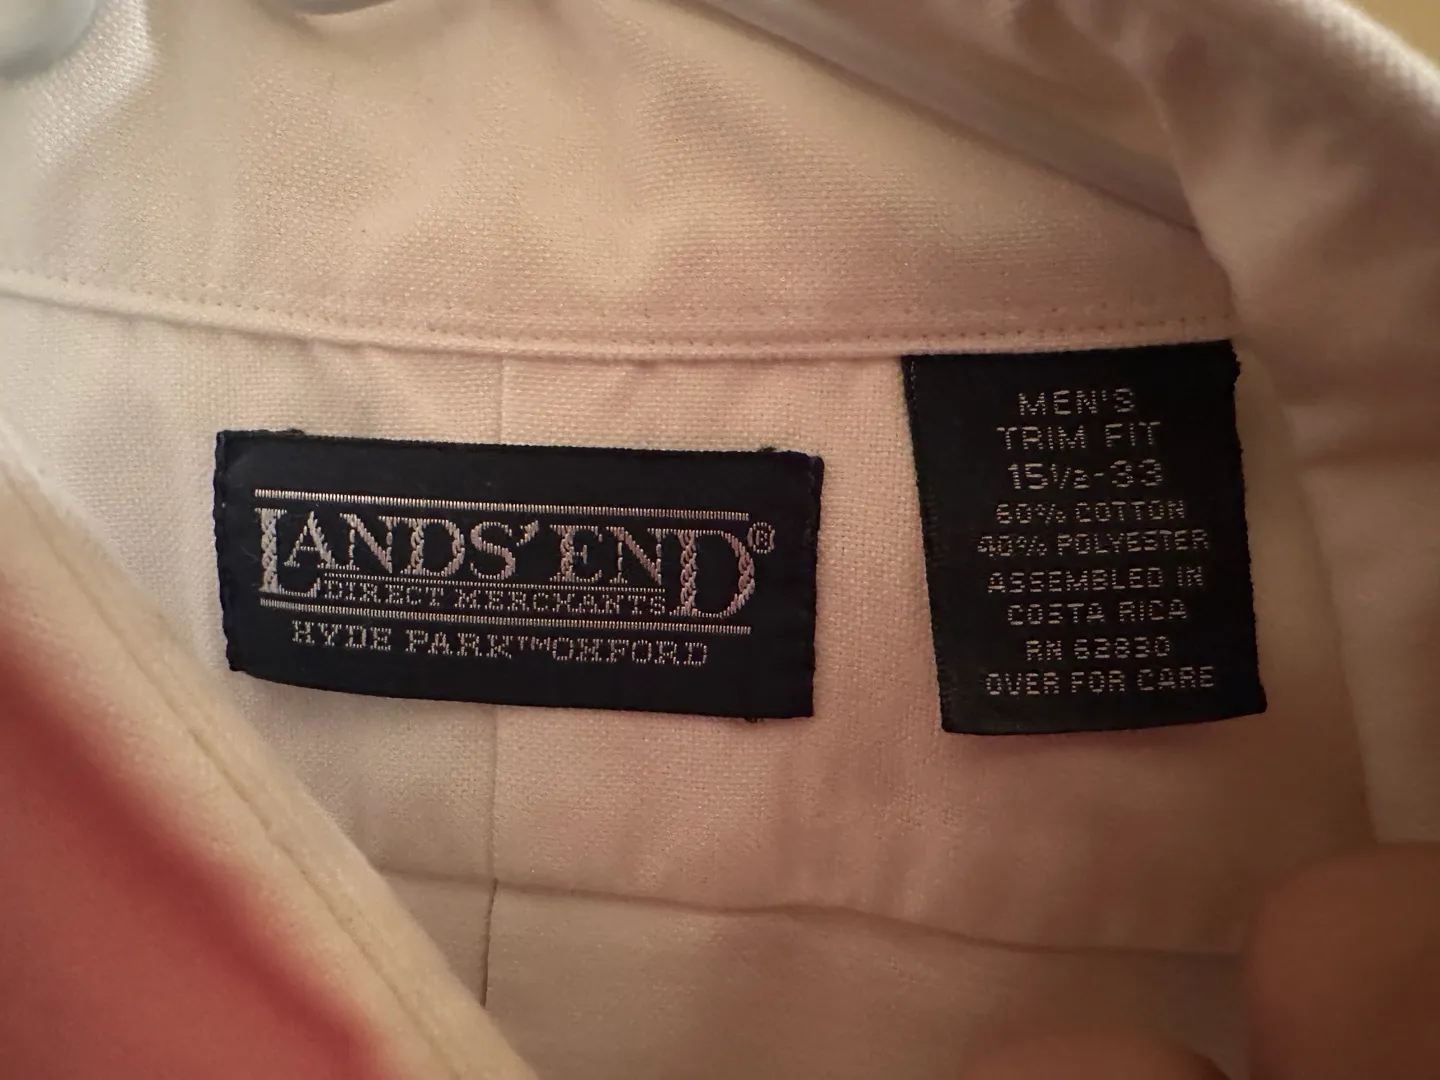 LANDS' END®
DIRECT MERCHANTS
HYDE PARK™ OXFORD
MEN'S
TRIM FIT
15½-33
60% COTTON
40% POLYESTER
ASSEMBLED IN
COSTA RICA
RN 62830
OVER FOR CARE